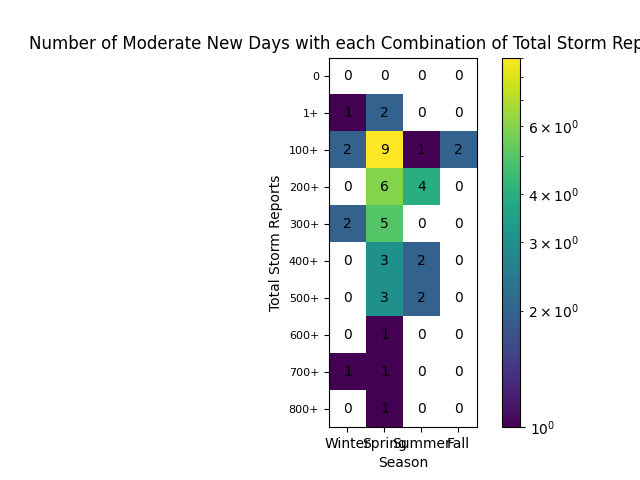 Number of Moderate New Days with each Combination of Total Storm Rep
0 0 0 0 0
1+ 1 2 0 0
100+ 2 9 1 2
200+ 0 6 4 0
300+ 2 5 0 0
400+ 0 3 2 0
500+ 0 3 2 0
600+ 0 1 0 0
700+ 1 1 0 0
800+ 0 1 0 0
Total Storm Reports
Winter Spring Summer Fall
Season
6 × 10⁰
4 × 10⁰
3 × 10⁰
2 × 10⁰
10⁰